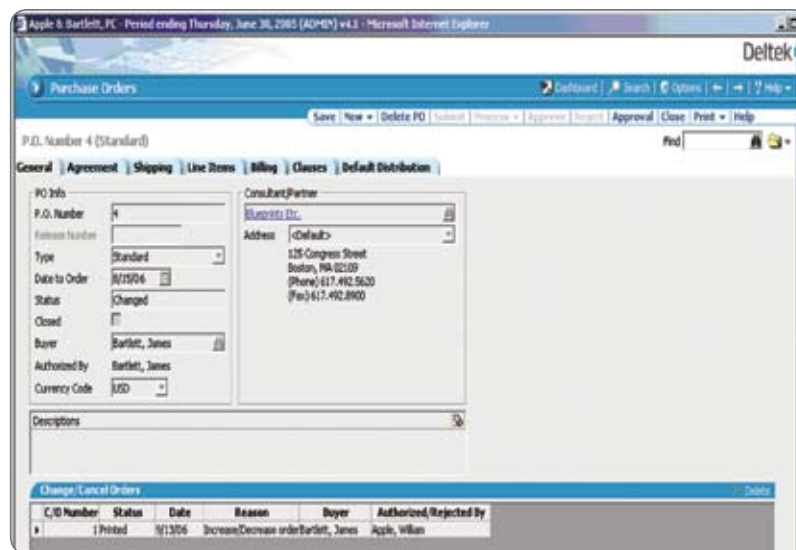 Apple & Bartlett, PC - Period ending Thursday, June 30, 2005 (ADMIN) v4.1 - Microsoft Internet Explorer
Deltek
Purchase Orders
Dashboard | Search | Options | Help
Save | New | Delete PO | Submit | Process | Approve | Reject | Approval | Close | Print | Help
P.O. Number 4 (Standard)
Find
General Agreement Shipping Line Items Billing Clauses Default Distribution
PO Info
P.O. Number 4
Release Number
Type Standard
Date to Order 8/15/06
Status Changed
Closed
Buyer Bartlett, James
Authorized By Bartlett, James
Currency Code USD
Consultant/Partner
Blueprints Etc.
Address <Default>
125 Congress Street
Boston, MA 02109
(Phone) 617.492.5620
(Fax) 617.492.8900
Descriptions
Change/Cancel Orders
Delete
C/O Number Status Date Reason Buyer Authorized/Rejected By
1 Printed 9/13/06 Increase/Decrease order Bartlett, James Apple, William